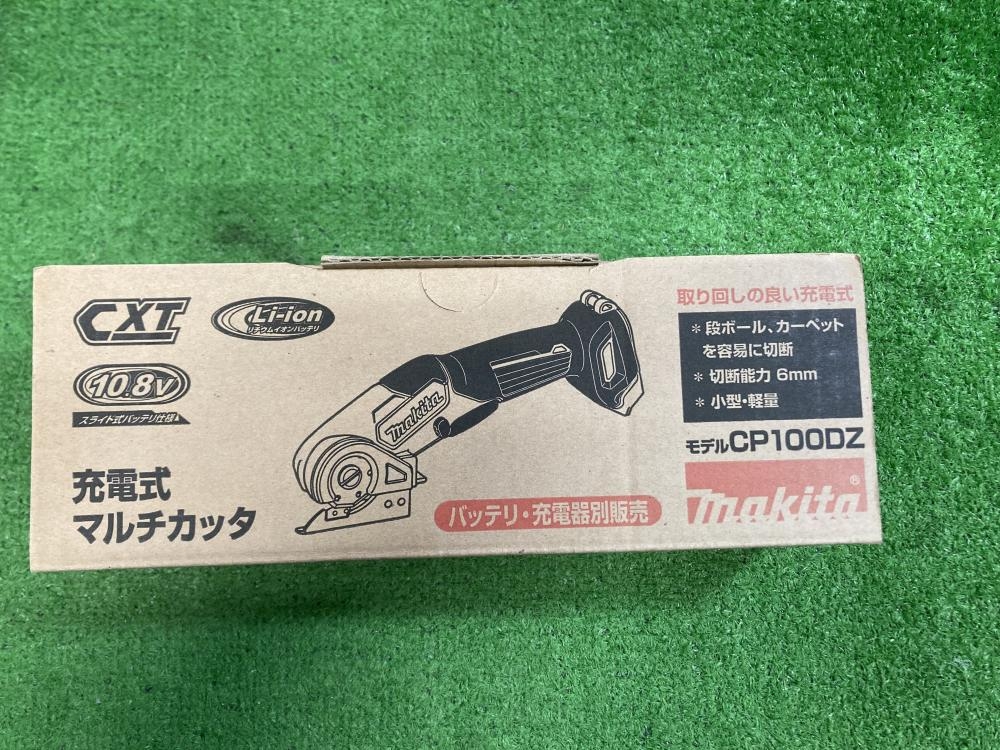 CXT
Li-ion
リチウムイオンバッテリ
10.8V
スライド式バッテリ仕様
充電式
マルチカッタ
makita
バッテリ・充電器別販売
取り回しの良い充電式
＊段ボール、カーペット
を容易に切断
＊切断能力 6mm
＊小型・軽量
モデルCP100DZ
makita®